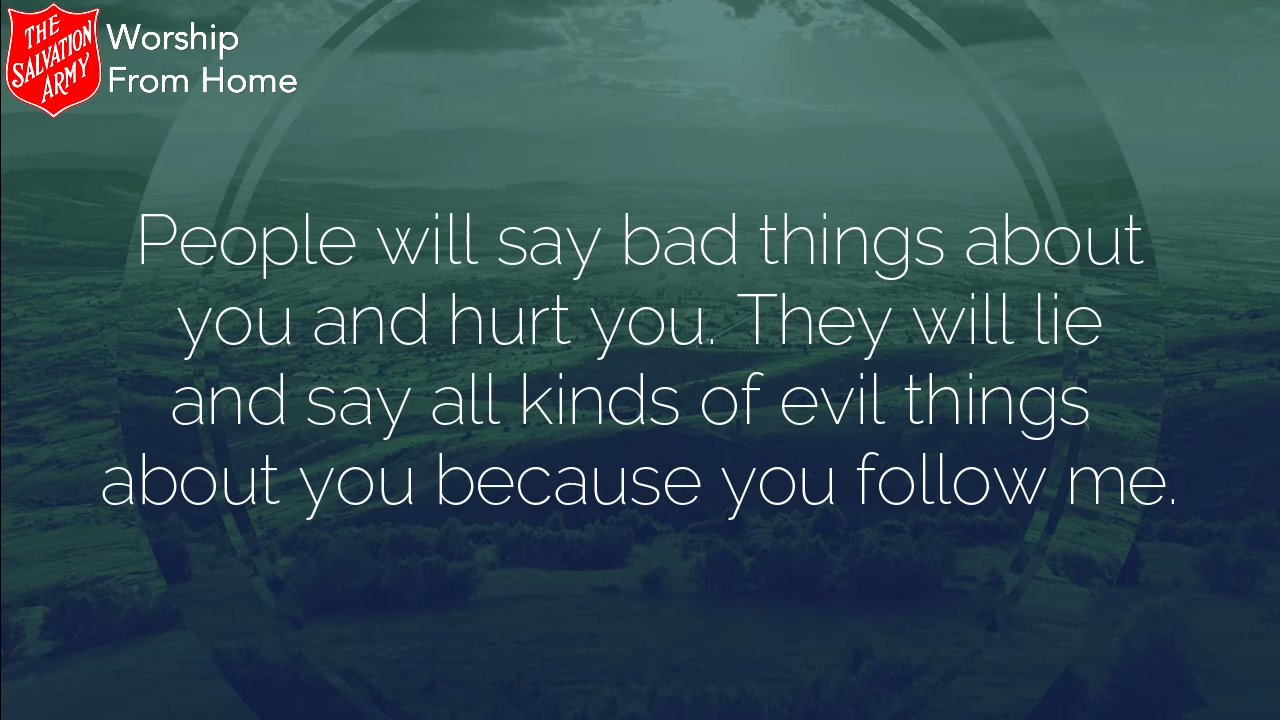 THE
SALVATION
ARMY
Worship
From Home
People will say bad things about
you and hurt you. They will lie
and say all kinds of evil things
about you because you follow me.